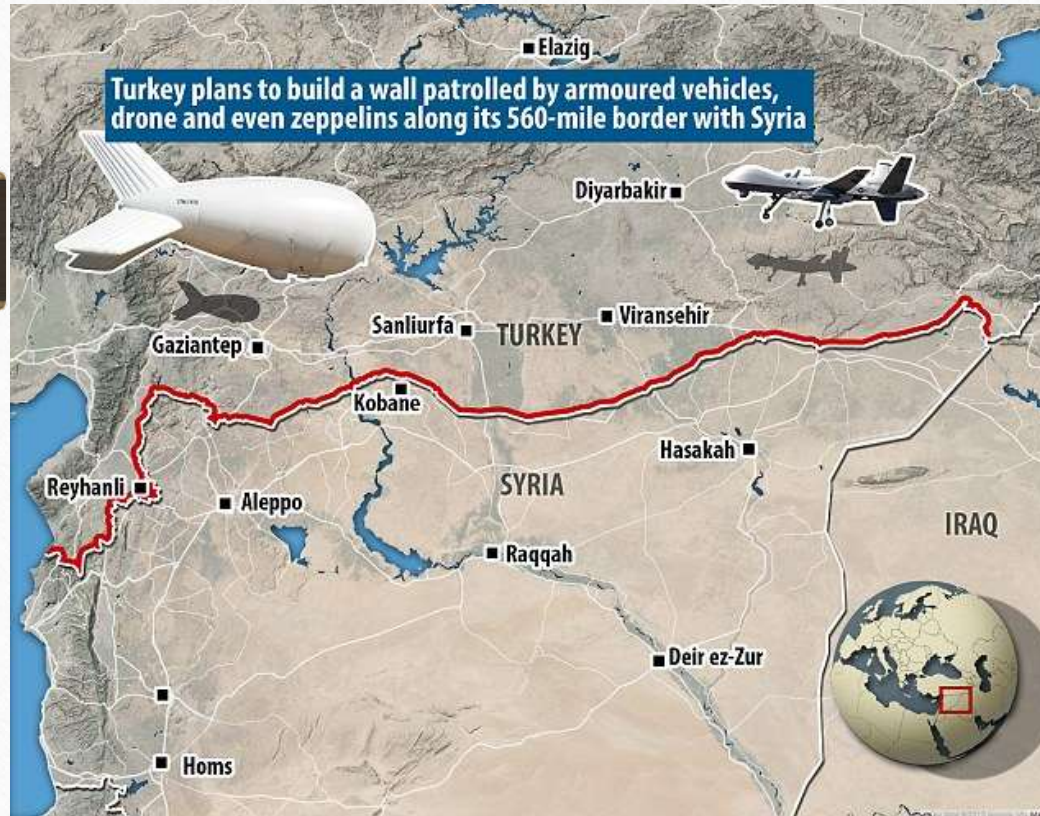 Elazig
Turkey plans to build a wall patrolled by armoured vehicles,
drone and even zeppelins along its 560-mile border with Syria
Diyarbakir
Sanliurfa
TURKEY
Viransehir
Gaziantep
Kobane
Hasakah
Reyhanli
Aleppo
SYRIA
IRAQ
Raqqah
Deir ez-Zur
Homs